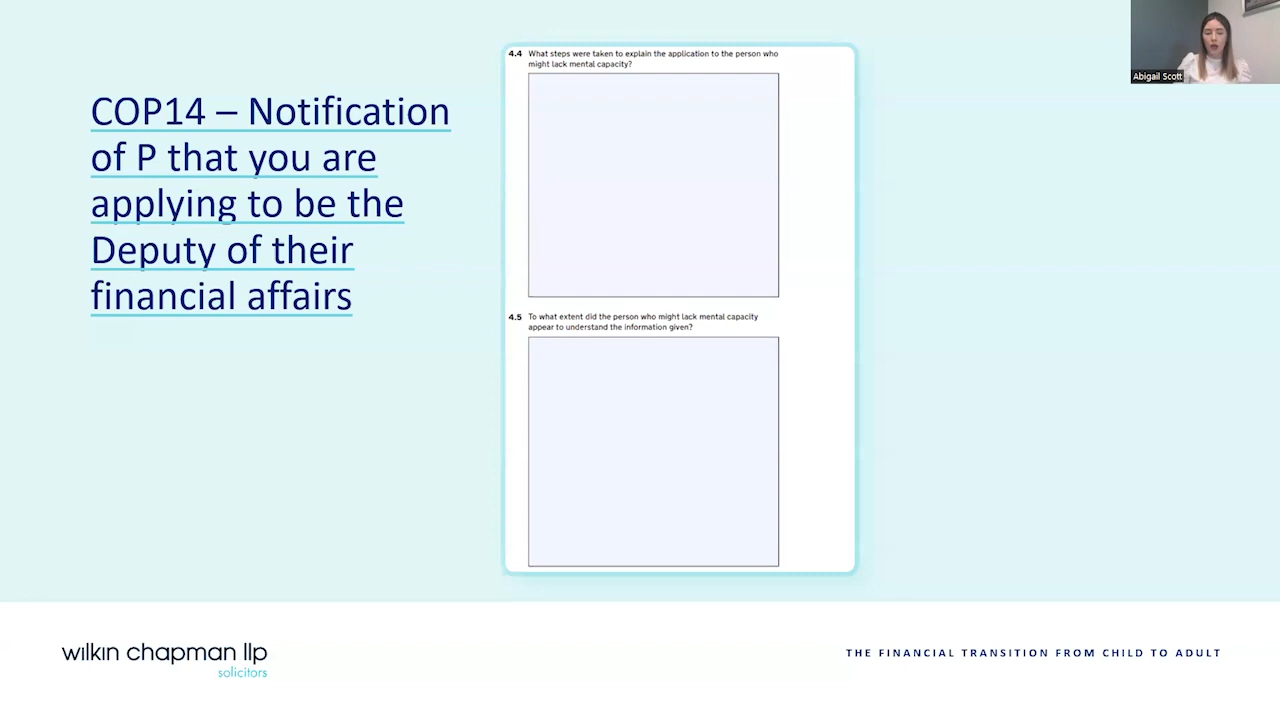 COP14 – Notification
of P that you are
applying to be the
Deputy of their
financial affairs
4.4 What steps were taken to explain the application to the person who
might lack mental capacity?
4.5 To what extent did the person who might lack mental capacity
appear to understand the information given?
Abigail Scott
wilkin chapman llp
solicitors
THE FINANCIAL TRANSITION FROM CHILD TO ADULT